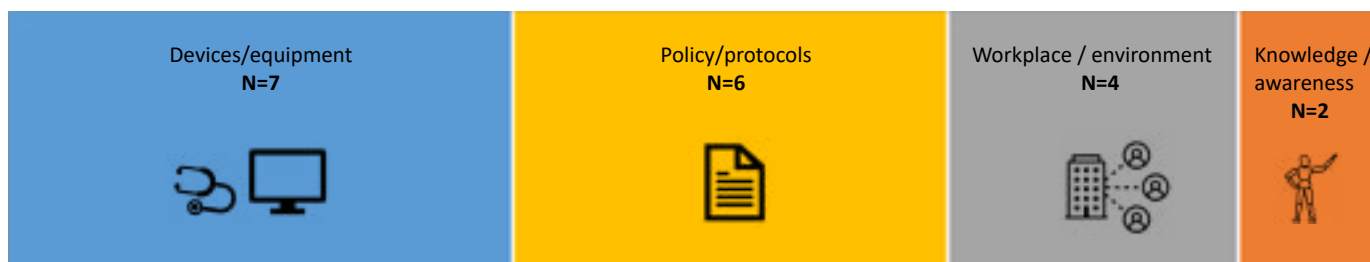 Devices/equipment
N=7
Policy/protocols
N=6
Workplace / environment
N=4
Knowledge /
awareness
N=2